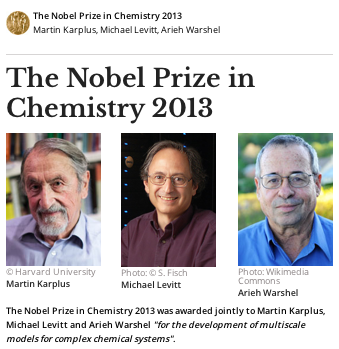 The Nobel Prize in Chemistry 2013
Martin Karplus, Michael Levitt, Arieh Warshel
The Nobel Prize in
Chemistry 2013
© Harvard University
Martin Karplus
Photo: © S. Fisch
Michael Levitt
Photo: Wikimedia
Commons
Arieh Warshel
The Nobel Prize in Chemistry 2013 was awarded jointly to Martin Karplus,
Michael Levitt and Arieh Warshel "for the development of multiscale
models for complex chemical systems".